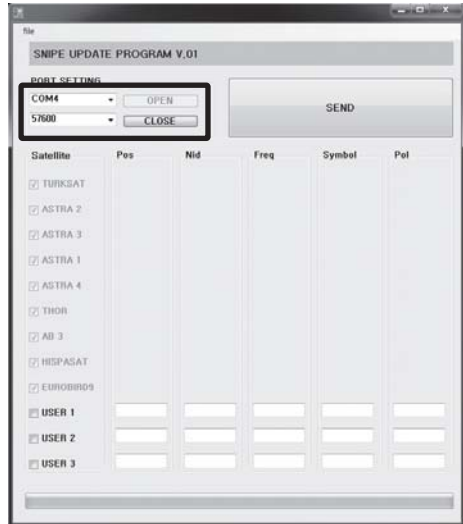 file
SNIPE UPDATE PROGRAM V,01
PORT SETTING
COM4 OPEN
57600 CLOSE
SEND
Satellite Pos Nid Freq Symbol Pol
TURKSAT
ASTRA 2
ASTRA 3
ASTRA 1
ASTRA 4
THOR
AB 3
HISPASAT
EUROBIRD9
USER 1
USER 2
USER 3